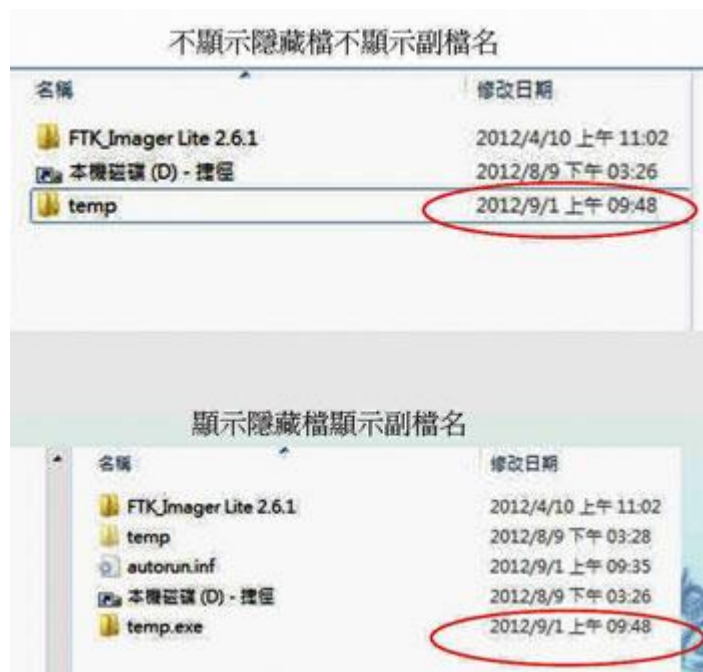 不顯示隱藏檔不顯示副檔名
名稱 修改日期
FTK_Imager Lite 2.6.1 2012/4/10 上午 11:02
本機磁碟 (D) - 捷徑 2012/8/9 下午 03:26
temp 2012/9/1 上午 09:48
顯示隱藏檔顯示副檔名
名稱 修改日期
FTK_Imager Lite 2.6.1 2012/4/10 上午 11:02
temp 2012/8/9 下午 03:28
autorun.inf 2012/9/1 上午 09:35
本機磁碟 (D) - 捷徑 2012/8/9 下午 03:26
temp.exe 2012/9/1 上午 09:48